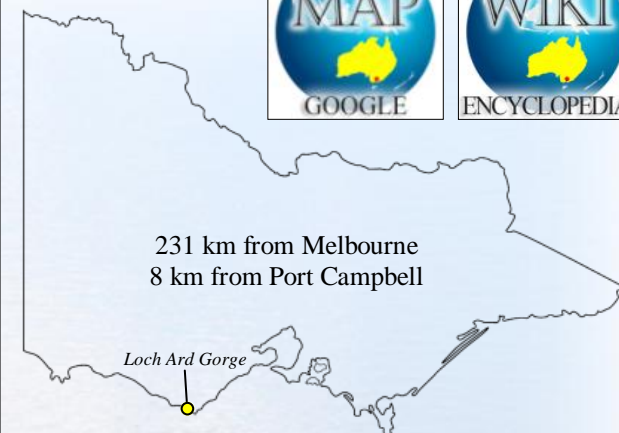 MAP
GOOGLE
WIKI
ENCYCLOPEDIA
231 km from Melbourne
8 km from Port Campbell
Loch Ard Gorge